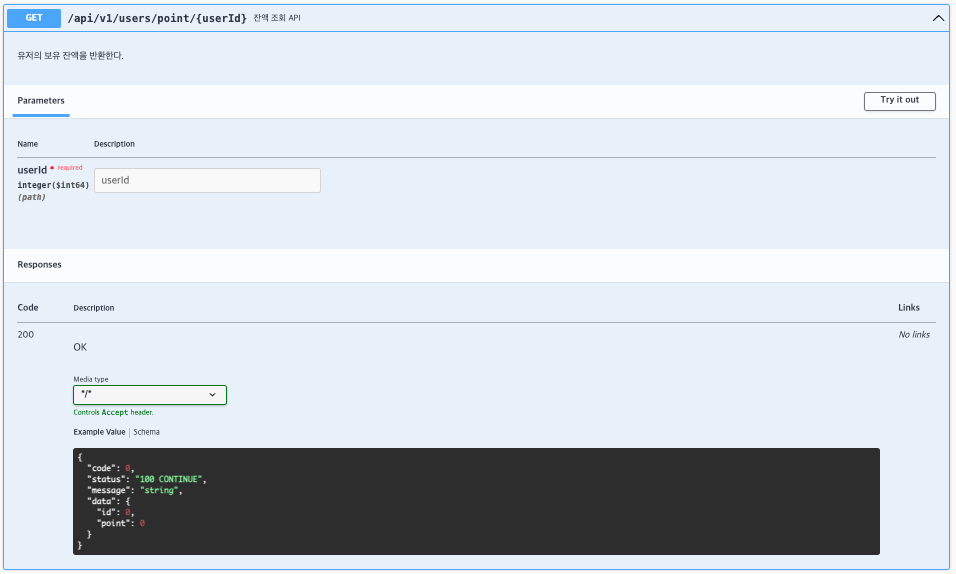 GET /api/v1/users/point/{userId} 잔액 조회 API
유저의 보유 잔액을 반환한다.
Parameters
Try it out
Name Description
userId * required
integer($int64)
(path)
userId
Responses
Code Description Links
200
OK
No links
Media type
*/*
Controls Accept header.
Example Value | Schema
{
  "code": 0,
  "status": "100 CONTINUE",
  "message": "string",
  "data": {
    "id": 0,
    "point": 0
  }
}